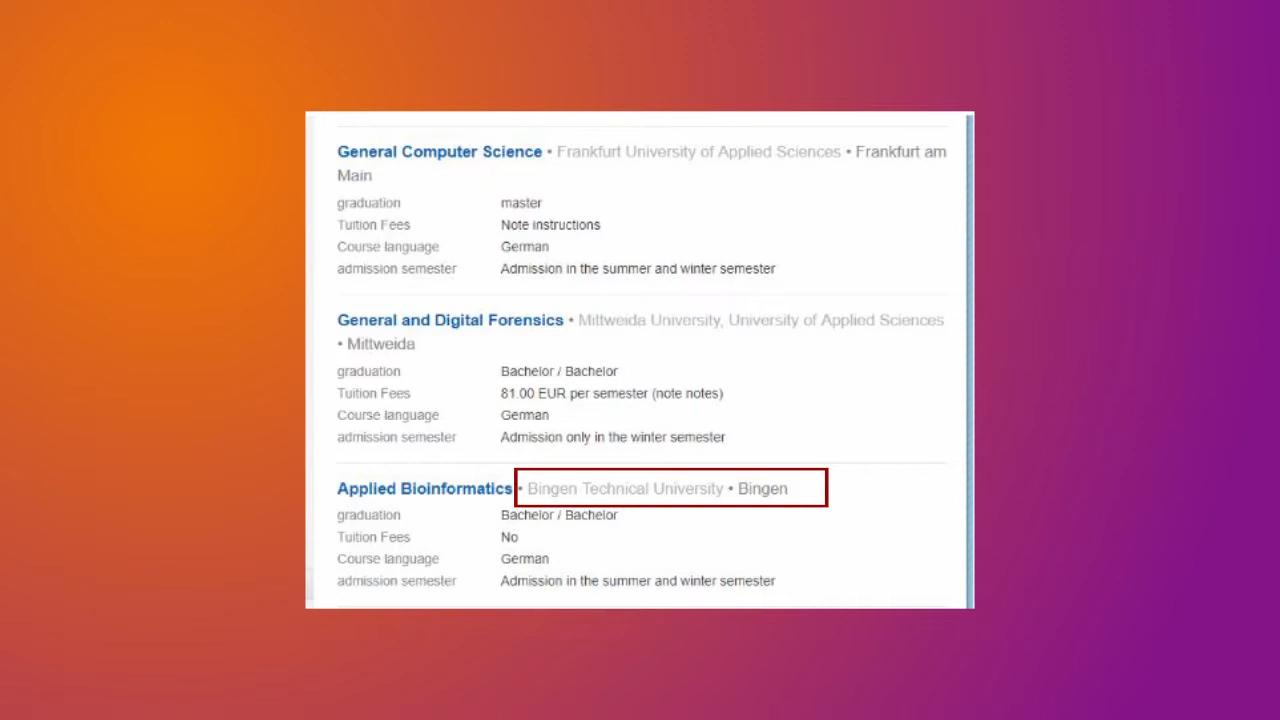 General Computer Science • Frankfurt University of Applied Sciences • Frankfurt am
Main
graduation master
Tuition Fees Note instructions
Course language German
admission semester Admission in the summer and winter semester
General and Digital Forensics • Mittweida University, University of Applied Sciences
• Mittweida
graduation Bachelor / Bachelor
Tuition Fees 81.00 EUR per semester (note notes)
Course language German
admission semester Admission only in the winter semester
Applied Bioinformatics • Bingen Technical University • Bingen
graduation Bachelor / Bachelor
Tuition Fees No
Course language German
admission semester Admission in the summer and winter semester